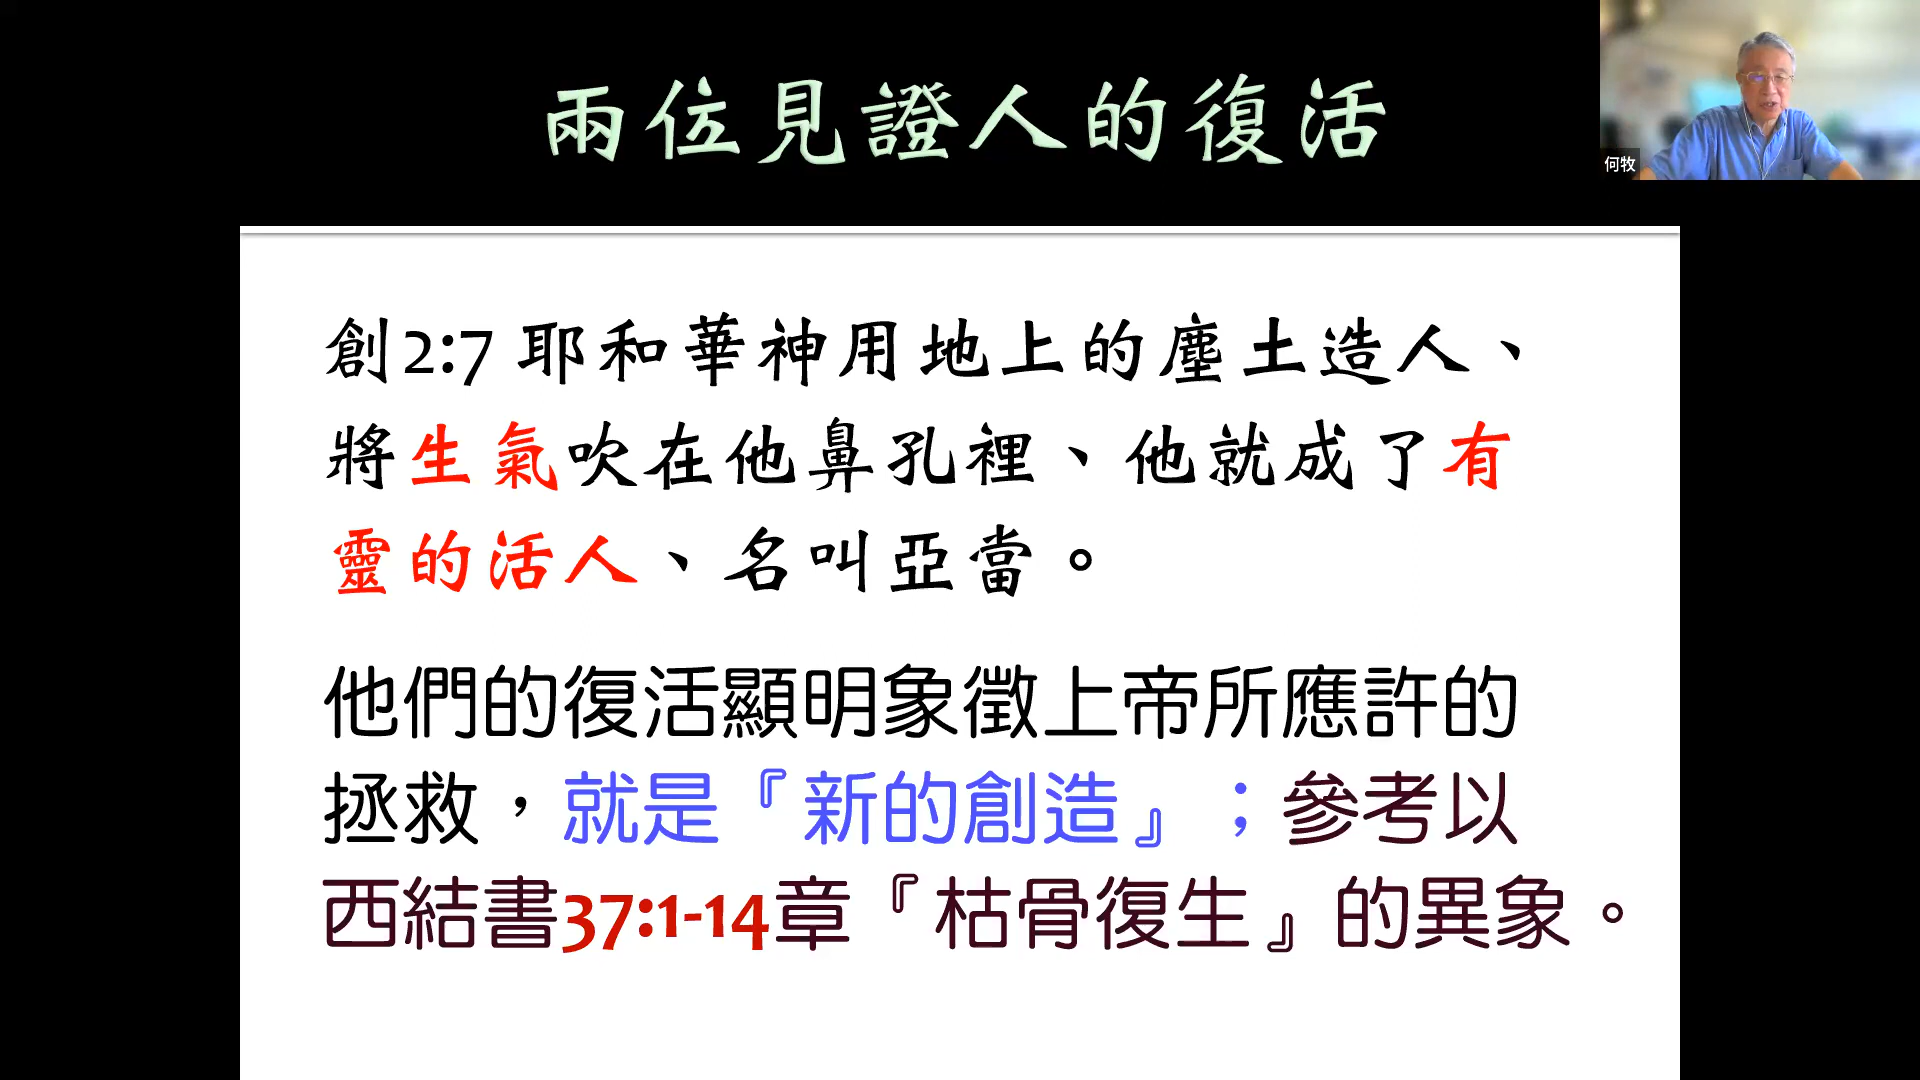 兩位見證人的復活
何牧
創2:7 耶和華神用地上的塵土造人、
將生氣吹在他鼻孔裡、他就成了有
靈的活人、名叫亞當。
他們的復活顯明象徵上帝所應許的
拯救，就是『新的創造』；參考以
西結書37:1-14章『枯骨復生』的異象。